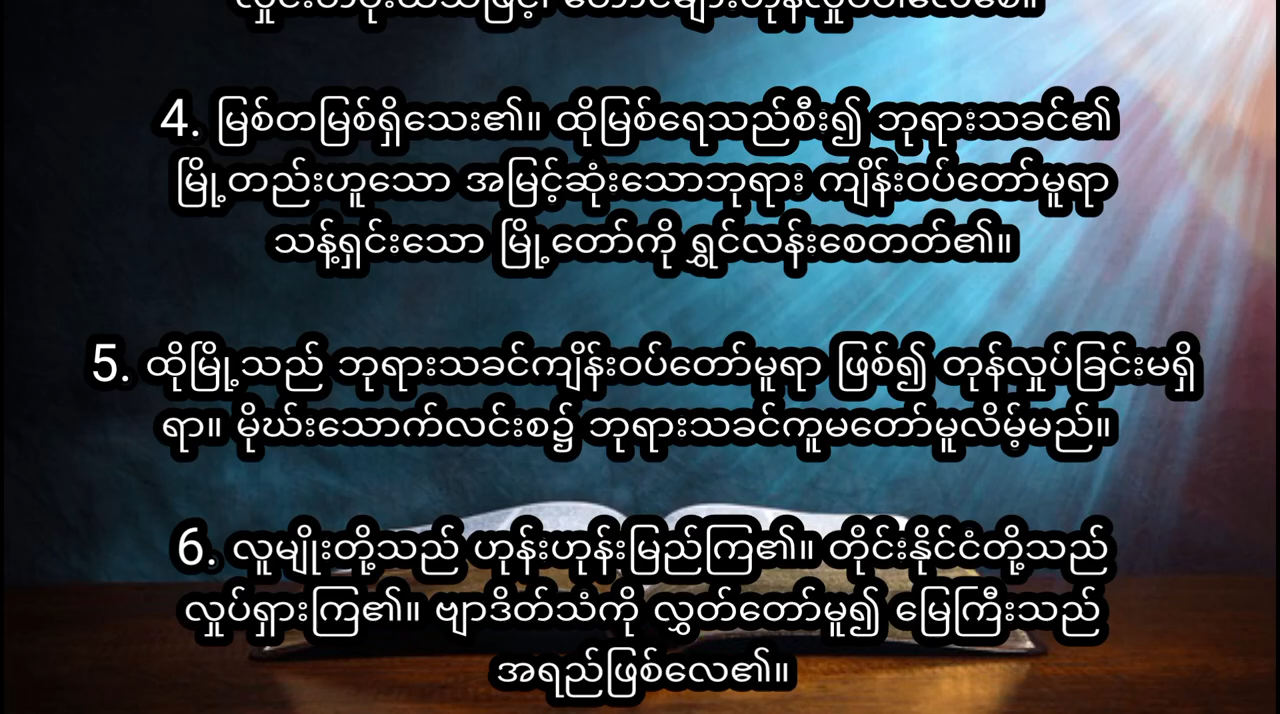 4. မြစ်တမြစ်ရှိသေး၏။ ထိုမြစ်ရေသည်စီး၍ ဘုရားသခင်၏
မြို့တည်းဟူသော အမြင့်ဆုံးသောဘုရား ကျိန်းဝပ်တော်မူရာ
သန့်ရှင်းသော မြို့တော်ကို ရွှင်လန်းစေတတ်၏။
5. ထိုမြို့သည် ဘုရားသခင်ကျိန်းဝပ်တော်မူရာ ဖြစ်၍ တုန်လှုပ်ခြင်းမရှိ
ရာ။ မိုဃ်းသောက်လင်းစ၌ ဘုရားသခင်ကူမတော်မူလိမ့်မည်။
6. လူမျိုးတို့သည် ဟုန်းဟုန်းမြည်ကြ၏။ တိုင်းနိုင်ငံတို့သည်
လှုပ်ရှားကြ၏။ ဗျာဒိတ်သံကို လွှတ်တော်မူ၍ မြေကြီးသည်
အရည်ဖြစ်လေ၏။